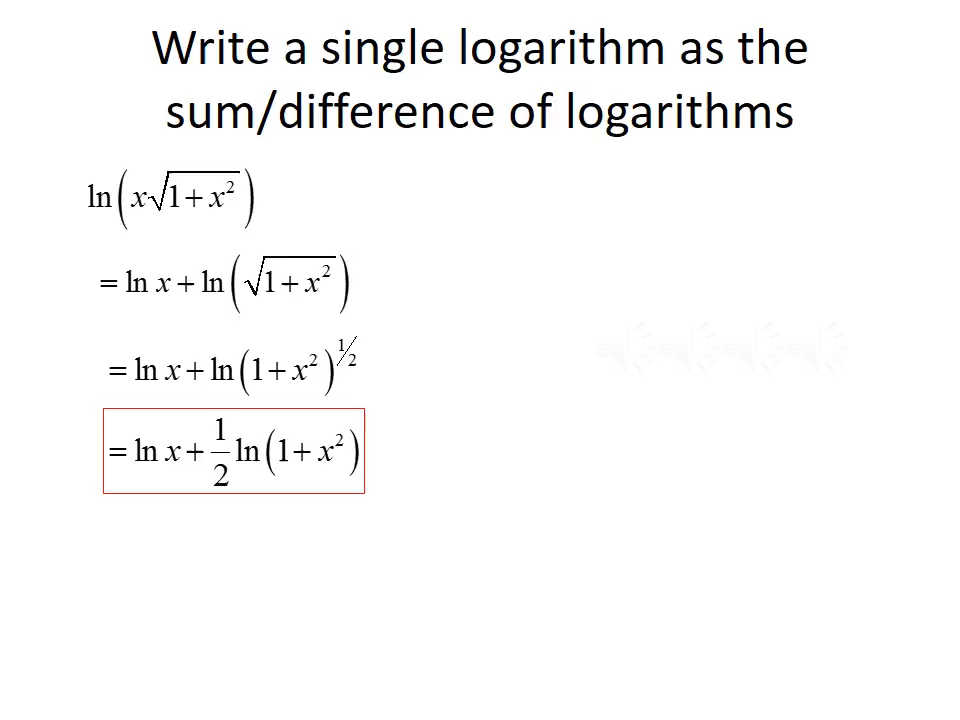 Write a single logarithm as the
sum/difference of logarithms
ln(x√(1+x²))
= ln x + ln(√(1+x²))
= ln x + ln(1+x²)^(1/2)
= ln x + 1/2 ln(1+x²)